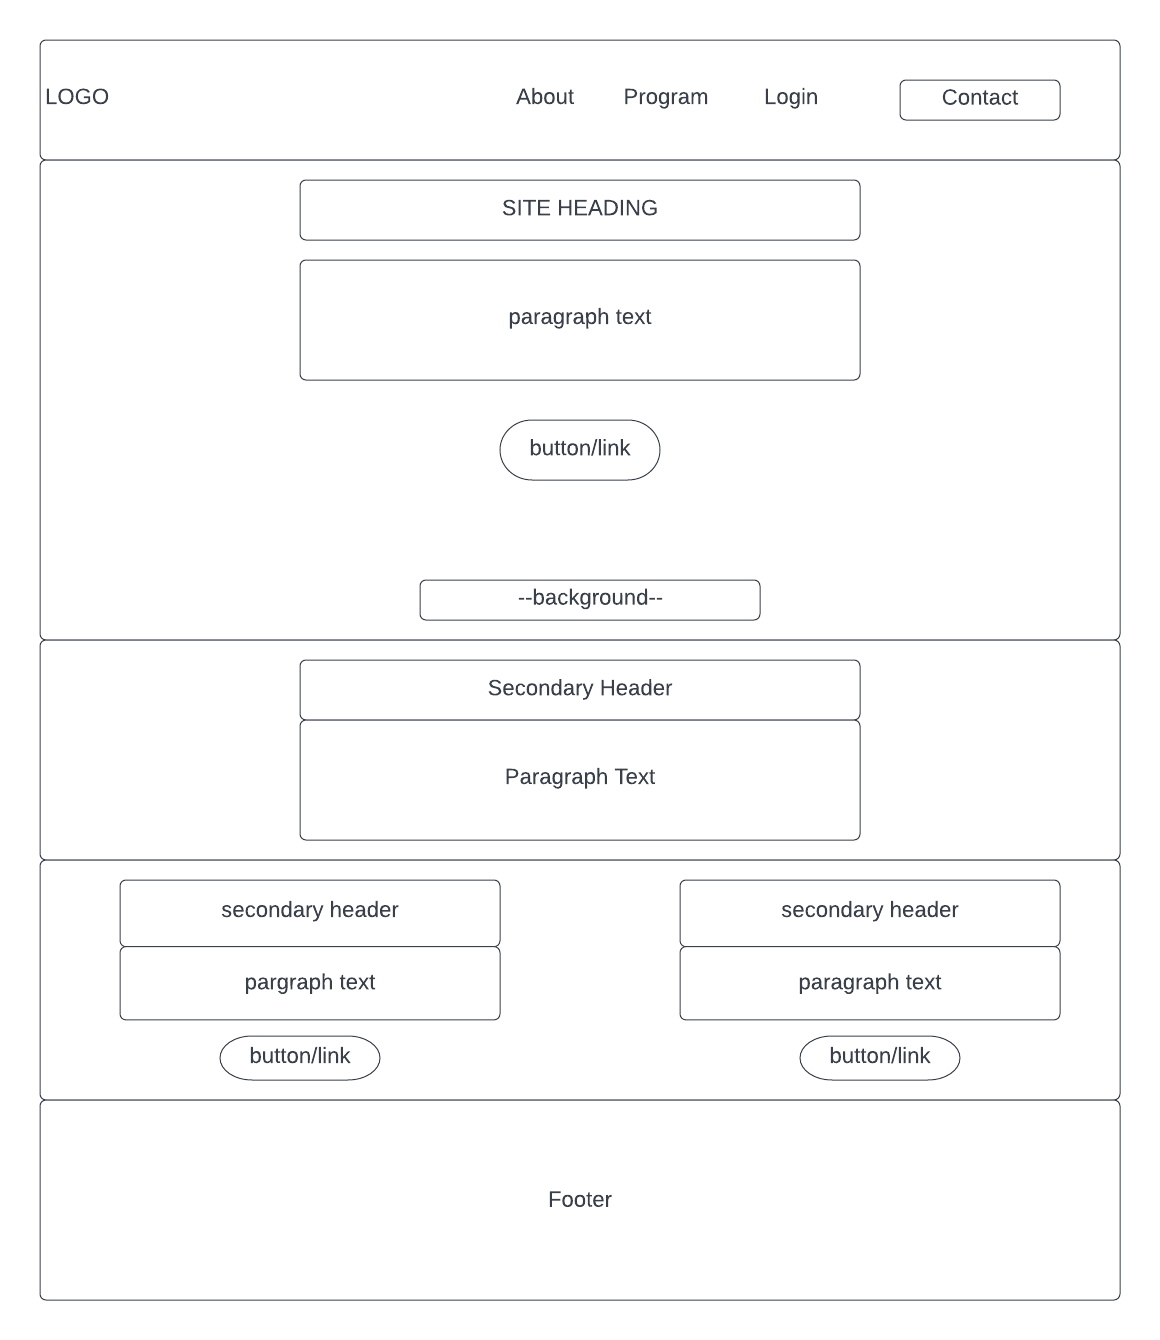 LOGO
About
Program
Login
Contact
SITE HEADING
paragraph text
button/link
--background--
Secondary Header
Paragraph Text
secondary header
pargraph text
button/link
secondary header
paragraph text
button/link
Footer